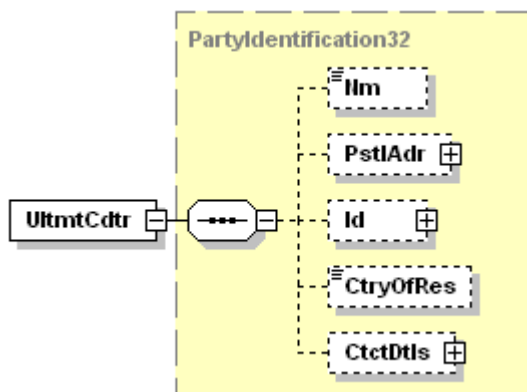 PartyIdentification32
Nm
PstlAdr
UltmtCdtr
Id
CtryOfRes
CtctDtls